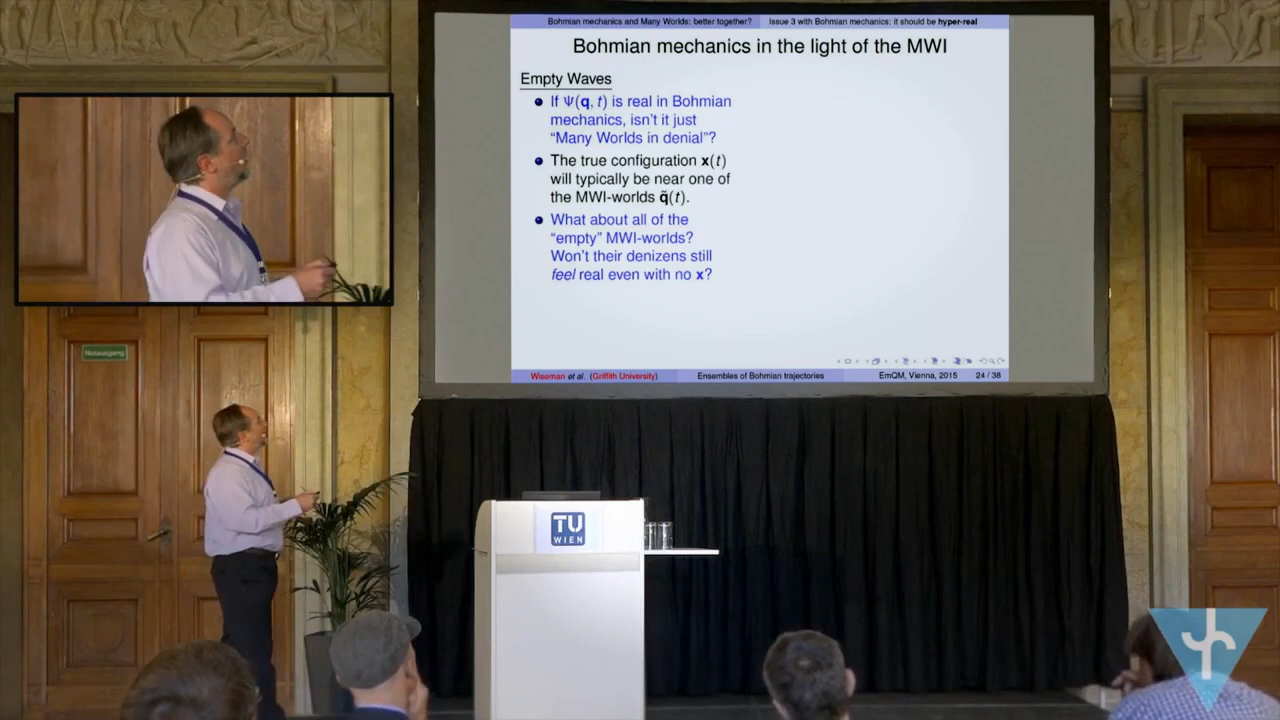 Bohmian mechanics and Many Worlds: better together? Issue 3 with Bohmian mechanics: it should be hyper-real
Bohmian mechanics in the light of the MWI
Empty Waves
If Ψ(q, t) is real in Bohmian
mechanics, isn't it just
"Many Worlds in denial"?
The true configuration x(t)
will typically be near one of
the MWI-worlds q̃(t).
What about all of the
"empty" MWI-worlds?
Won't their denizens still
feel real even with no x?
Wiseman et al. (Griffith University) Ensembles of Bohmian trajectories EmQM, Vienna, 2015 24 / 38
Notausgang
TU
WIEN